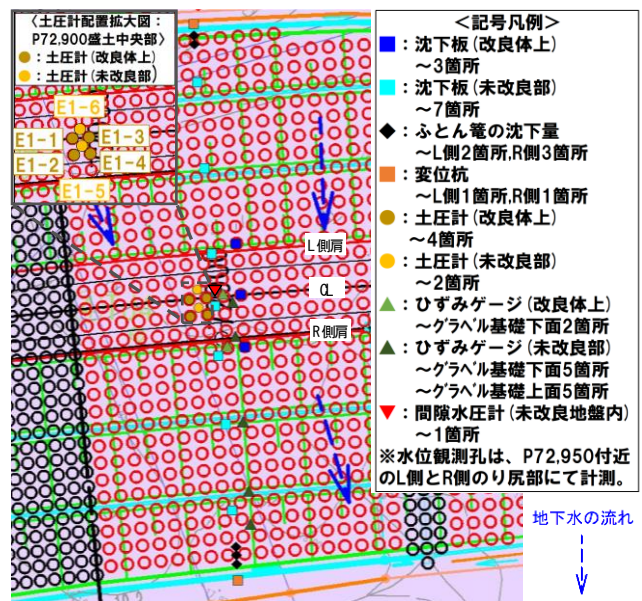 〈土圧計配置拡大図：
P72,900盛土中央部〉
●：土圧計(改良体上)
●：土圧計(未改良部)
E1-6
E1-1
E1-3
E1-2
E1-4
E1-5
L側肩
CL
R側肩
＜記号凡例＞
■：沈下板(改良体上)
～3箇所
■：沈下板(未改良部)
～7箇所
◆：ふとん篭の沈下量
～L側2箇所,R側3箇所
■：変位杭
～L側1箇所,R側1箇所
●：土圧計(改良体上)
～4箇所
●：土圧計(未改良部)
～2箇所
▲：ひずみゲージ(改良体上)
～グラベル基礎下面2箇所
▲：ひずみゲージ(未改良部)
～グラベル基礎下面5箇所
～グラベル基礎上面5箇所
▼：間隙水圧計(未改良地盤内)
～1箇所
※水位観測孔は、P72,950付近
のL側とR側のり尻部にて計測。
地下水の流れ